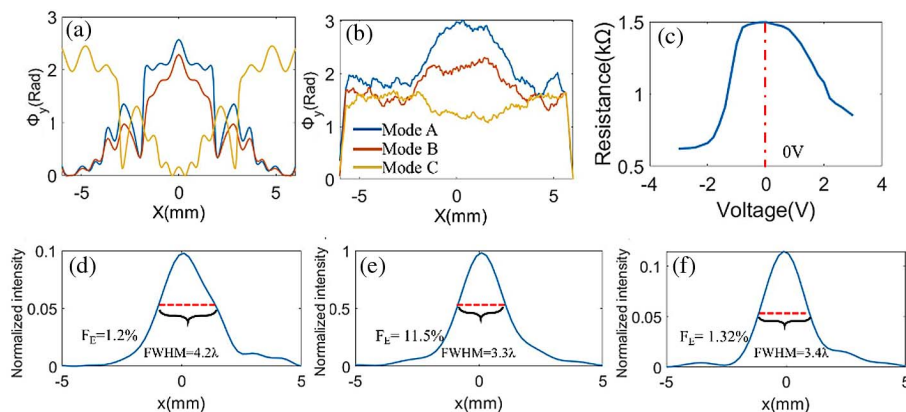 (a)
3
2
1
0
Φy(Rad)
-5 0 5
X(mm)
(b)
3
2
1
0
Φy(Rad)
Mode A
Mode B
Mode C
-5 0 5
X(mm)
(c)
1.5
1
0.5
Resistance(kΩ)
0V
-4 -2 0 2 4
Voltage(V)
(d)
0.1
0.05
0
Normalized intensity
FE=1.2%
FWHM=4.2λ
-5 0 5
x(mm)
(e)
1
0.5
0
Normalized intensity
FE= 11.5%
FWHM=3.3λ
-5 0 5
x(mm)
(f)
0.1
0.05
0
Normalized intensity
FE=1.32%
FWHM=3.4λ
-5 0 5
x(mm)